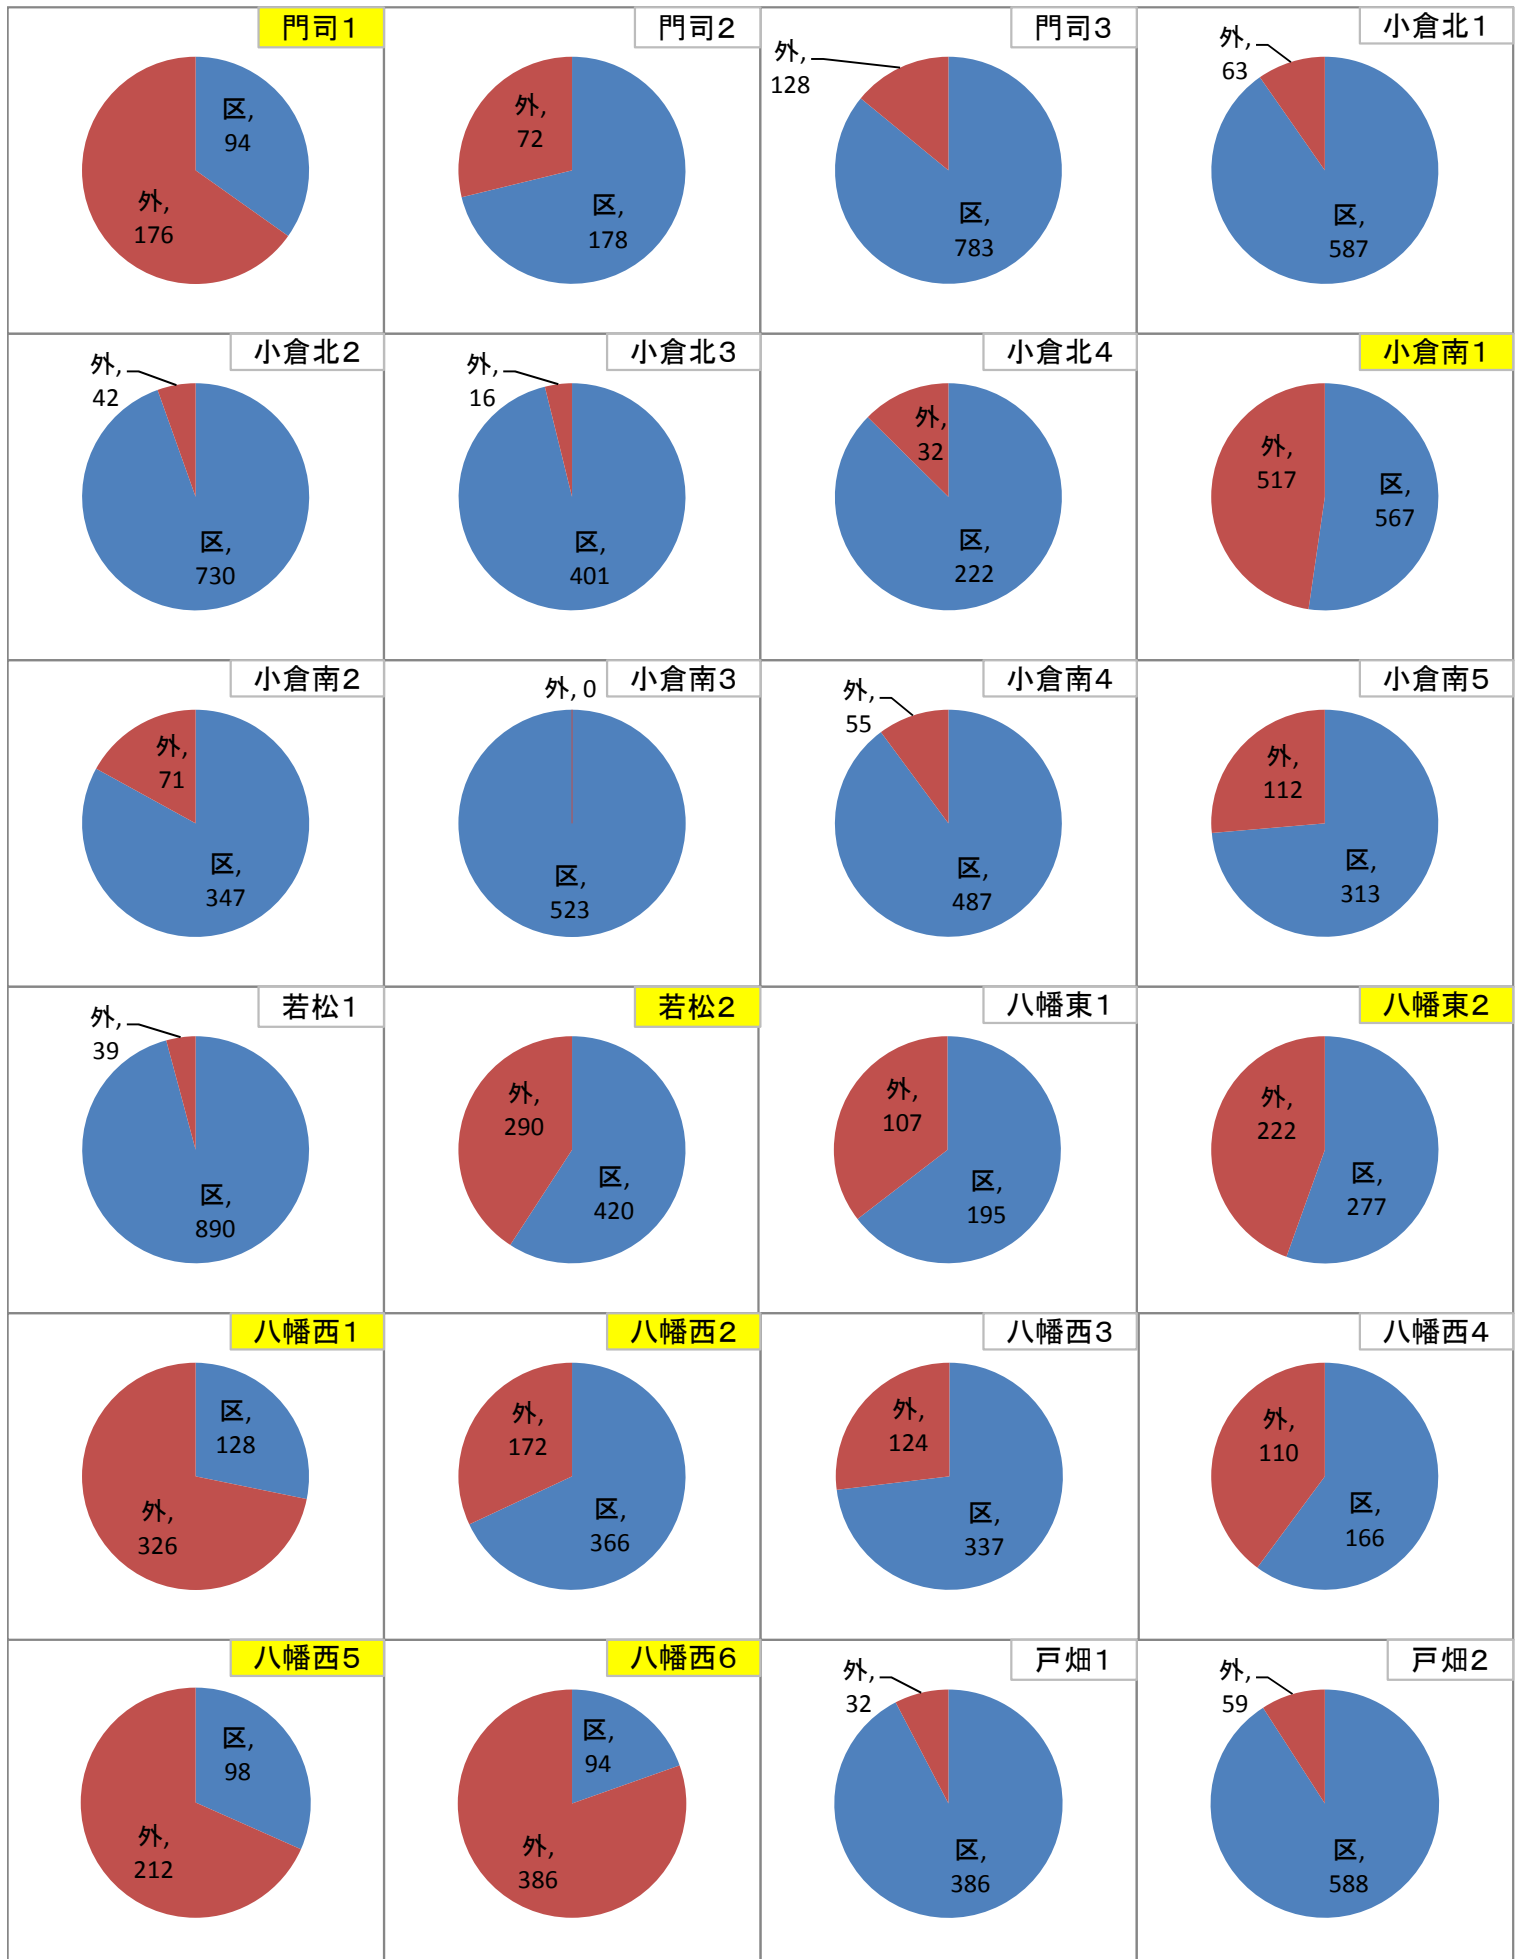 門司1
区,
94
外,
176
門司2
外,
72
区,
178
門司3
外,
128
区,
783
小倉北1
外,
63
区,
587
小倉北2
外,
42
区,
730
小倉北3
外,
16
区,
401
小倉北4
外,
32
区,
222
小倉南1
外,
517
区,
567
小倉南2
外,
71
区,
347
小倉南3
外, 0
区,
523
小倉南4
外,
55
区,
487
小倉南5
外,
112
区,
313
若松1
外,
39
区,
890
若松2
外,
290
区,
420
八幡東1
外,
107
区,
195
八幡東2
外,
222
区,
277
八幡西1
区,
128
外,
326
八幡西2
外,
172
区,
366
八幡西3
外,
124
区,
337
八幡西4
外,
110
区,
166
八幡西5
区,
98
外,
212
八幡西6
区,
94
外,
386
戸畑1
外,
32
区,
386
戸畑2
外,
59
区,
588